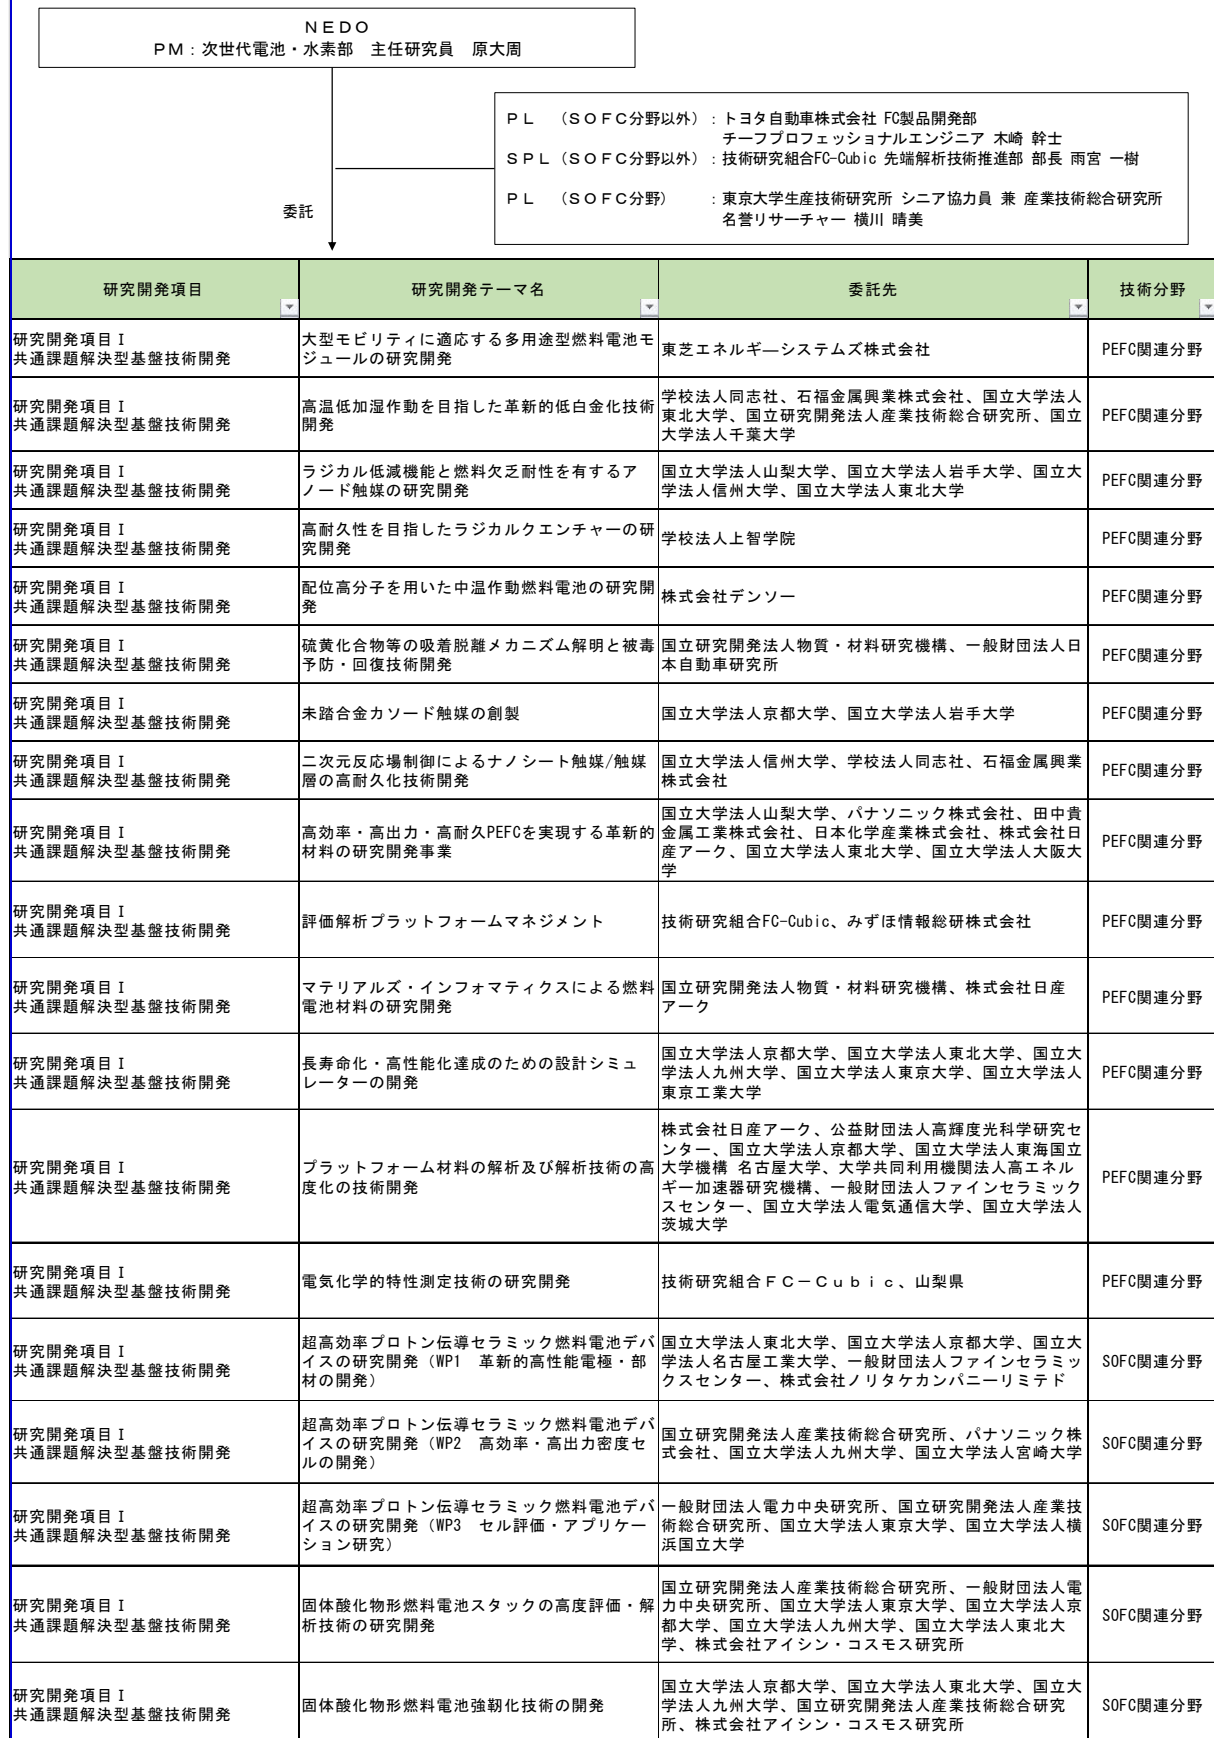 ＮＥＤＯ
ＰＭ：次世代電池・水素部　主任研究員　原大周
ＰＬ　（ＳＯＦＣ分野以外）：トヨタ自動車株式会社 FC製品開発部
チーフプロフェッショナルエンジニア 木崎 幹士
ＳＰＬ（ＳＯＦＣ分野以外）：技術研究組合FC-Cubic 先端解析技術推進部 部長 雨宮 一樹
ＰＬ　（ＳＯＦＣ分野）　　：東京大学生産技術研究所 シニア協力員 兼 産業技術総合研究所
名誉リサーチャー 横川 晴美
委託
研究開発項目
研究開発テーマ名
委託先
技術分野
研究開発項目Ⅰ
共通課題解決型基盤技術開発
大型モビリティに適応する多用途型燃料電池モ
ジュールの研究開発
東芝エネルギ―システムズ株式会社
PEFC関連分野
研究開発項目Ⅰ
共通課題解決型基盤技術開発
高温低加湿作動を目指した革新的低白金化技術
開発
学校法人同志社、石福金属興業株式会社、国立大学法人
東北大学、国立研究開発法人産業技術総合研究所、国立
大学法人千葉大学
PEFC関連分野
研究開発項目Ⅰ
共通課題解決型基盤技術開発
ラジカル低減機能と燃料欠乏耐性を有するア
ノード触媒の研究開発
国立大学法人山梨大学、国立大学法人岩手大学、国立大
学法人信州大学、国立大学法人東北大学
PEFC関連分野
研究開発項目Ⅰ
共通課題解決型基盤技術開発
高耐久性を目指したラジカルクエンチャーの研
究開発
学校法人上智学院
PEFC関連分野
研究開発項目Ⅰ
共通課題解決型基盤技術開発
配位高分子を用いた中温作動燃料電池の研究開
発
株式会社デンソー
PEFC関連分野
研究開発項目Ⅰ
共通課題解決型基盤技術開発
硫黄化合物等の吸着脱離メカニズム解明と被毒
予防・回復技術開発
国立研究開発法人物質・材料研究機構、一般財団法人日
本自動車研究所
PEFC関連分野
研究開発項目Ⅰ
共通課題解決型基盤技術開発
未踏合金カソード触媒の創製
国立大学法人京都大学、国立大学法人岩手大学
PEFC関連分野
研究開発項目Ⅰ
共通課題解決型基盤技術開発
二次元反応場制御によるナノシート触媒/触媒
層の高耐久化技術開発
国立大学法人信州大学、学校法人同志社、石福金属興業
株式会社
PEFC関連分野
研究開発項目Ⅰ
共通課題解決型基盤技術開発
高効率・高出力・高耐久PEFCを実現する革新的
材料の研究開発事業
国立大学法人山梨大学、パナソニック株式会社、田中貴
金属工業株式会社、日本化学産業株式会社、株式会社日
産アーク、国立大学法人東北大学、国立大学法人大阪大
学
PEFC関連分野
研究開発項目Ⅰ
共通課題解決型基盤技術開発
評価解析プラットフォームマネジメント
技術研究組合FC-Cubic、みずほ情報総研株式会社
PEFC関連分野
研究開発項目Ⅰ
共通課題解決型基盤技術開発
マテリアルズ・インフォマティクスによる燃料
電池材料の研究開発
国立研究開発法人物質・材料研究機構、株式会社日産
アーク
PEFC関連分野
研究開発項目Ⅰ
共通課題解決型基盤技術開発
長寿命化・高性能化達成のための設計シミュ
レーターの開発
国立大学法人京都大学、国立大学法人東北大学、国立大
学法人九州大学、国立大学法人東京大学、国立大学法人
東京工業大学
PEFC関連分野
研究開発項目Ⅰ
共通課題解決型基盤技術開発
プラットフォーム材料の解析及び解析技術の高
度化の技術開発
株式会社日産アーク、公益財団法人高輝度光科学研究セ
ンター、国立大学法人京都大学、国立大学法人東海国立
大学機構 名古屋大学、大学共同利用機関法人高エネル
ギー加速器研究機構、一般財団法人ファインセラミック
スセンター、国立大学法人電気通信大学、国立大学法人
茨城大学
PEFC関連分野
研究開発項目Ⅰ
共通課題解決型基盤技術開発
電気化学的特性測定技術の研究開発
技術研究組合ＦＣ－Ｃｕｂｉｃ、山梨県
PEFC関連分野
研究開発項目Ⅰ
共通課題解決型基盤技術開発
超高効率プロトン伝導セラミック燃料電池デバ
イスの研究開発（WP1　革新的高性能電極・部
材の開発）
国立大学法人東北大学、国立大学法人京都大学、国立大
学法人名古屋工業大学、一般財団法人ファインセラミッ
クスセンター、株式会社ノリタケカンパニーリミテド
SOFC関連分野
研究開発項目Ⅰ
共通課題解決型基盤技術開発
超高効率プロトン伝導セラミック燃料電池デバ
イスの研究開発（WP2　高効率・高出力密度セ
ルの開発）
国立研究開発法人産業技術総合研究所、パナソニック株
式会社、国立大学法人九州大学、国立大学法人宮崎大学
SOFC関連分野
研究開発項目Ⅰ
共通課題解決型基盤技術開発
超高効率プロトン伝導セラミック燃料電池デバ
イスの研究開発（WP3　セル評価・アプリケー
ション研究）
一般財団法人電力中央研究所、国立研究開発法人産業技
術総合研究所、国立大学法人東京大学、国立大学法人横
浜国立大学
SOFC関連分野
研究開発項目Ⅰ
共通課題解決型基盤技術開発
固体酸化物形燃料電池スタックの高度評価・解
析技術の研究開発
国立研究開発法人産業技術総合研究所、一般財団法人電
力中央研究所、国立大学法人東京大学、国立大学法人京
都大学、国立大学法人九州大学、国立大学法人東北大
学、株式会社アイシン・コスモス研究所
SOFC関連分野
研究開発項目Ⅰ
共通課題解決型基盤技術開発
固体酸化物形燃料電池強靭化技術の開発
国立大学法人京都大学、国立大学法人東北大学、国立大
学法人九州大学、国立研究開発法人産業技術総合研究
所、株式会社アイシン・コスモス研究所
SOFC関連分野